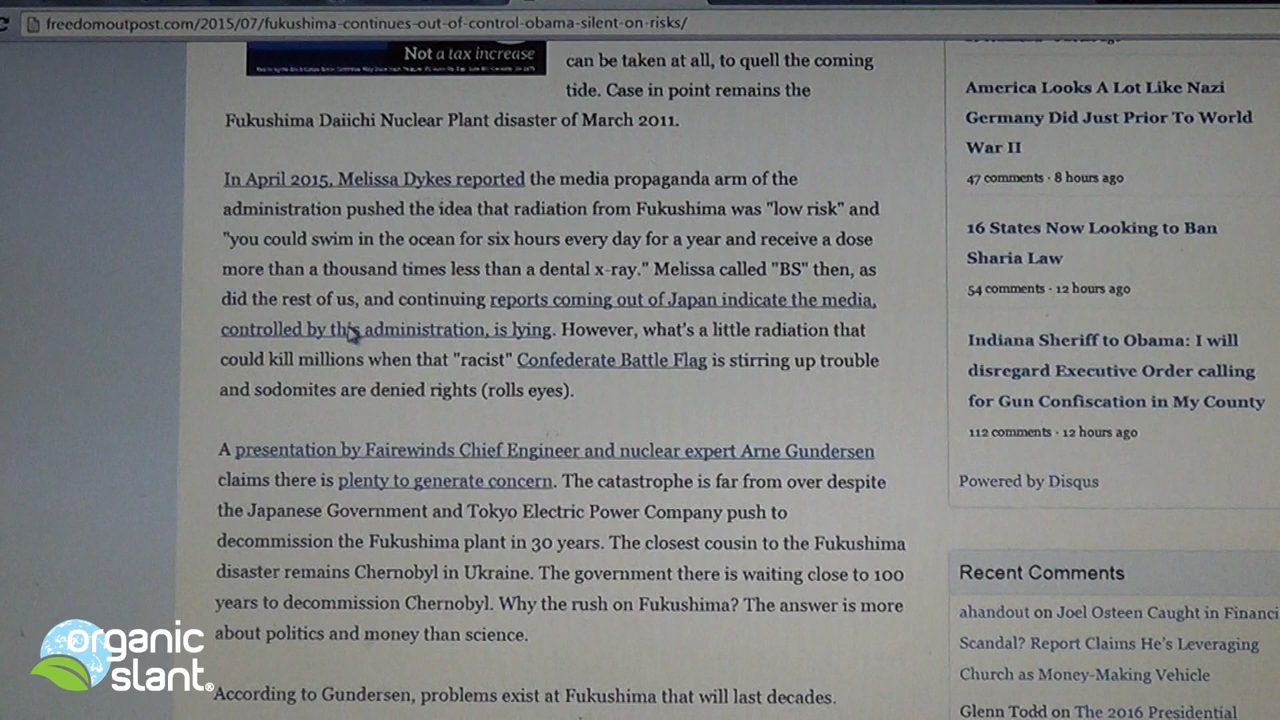 freedomoutpost.com/2015/07/fukushima-continues-out-of-control-obama-silent-on-risks/
Not a tax increase
can be taken at all, to quell the coming
tide. Case in point remains the
Fukushima Daiichi Nuclear Plant disaster of March 2011.
In April 2015, Melissa Dykes reported the media propaganda arm of the
administration pushed the idea that radiation from Fukushima was "low risk" and
"you could swim in the ocean for six hours every day for a year and receive a dose
more than a thousand times less than a dental x-ray." Melissa called "BS" then, as
did the rest of us, and continuing reports coming out of Japan indicate the media,
controlled by this administration, is lying. However, what's a little radiation that
could kill millions when that "racist" Confederate Battle Flag is stirring up trouble
and sodomites are denied rights (rolls eyes).
A presentation by Fairewinds Chief Engineer and nuclear expert Arne Gundersen
claims there is plenty to generate concern. The catastrophe is far from over despite
the Japanese Government and Tokyo Electric Power Company push to
decommission the Fukushima plant in 30 years. The closest cousin to the Fukushima
disaster remains Chernobyl in Ukraine. The government there is waiting close to 100
years to decommission Chernobyl. Why the rush on Fukushima? The answer is more
about politics and money than science.
According to Gundersen, problems exist at Fukushima that will last decades.
America Looks A Lot Like Nazi
Germany Did Just Prior To World
War II
47 comments · 8 hours ago
16 States Now Looking to Ban
Sharia Law
54 comments · 12 hours ago
Indiana Sheriff to Obama: I will
disregard Executive Order calling
for Gun Confiscation in My County
112 comments · 12 hours ago
Powered by Disqus
Recent Comments
ahandout on Joel Osteen Caught in Financi
Scandal? Report Claims He's Leveraging
Church as Money-Making Vehicle
Glenn Todd on The 2016 Presidential
organic
slant®